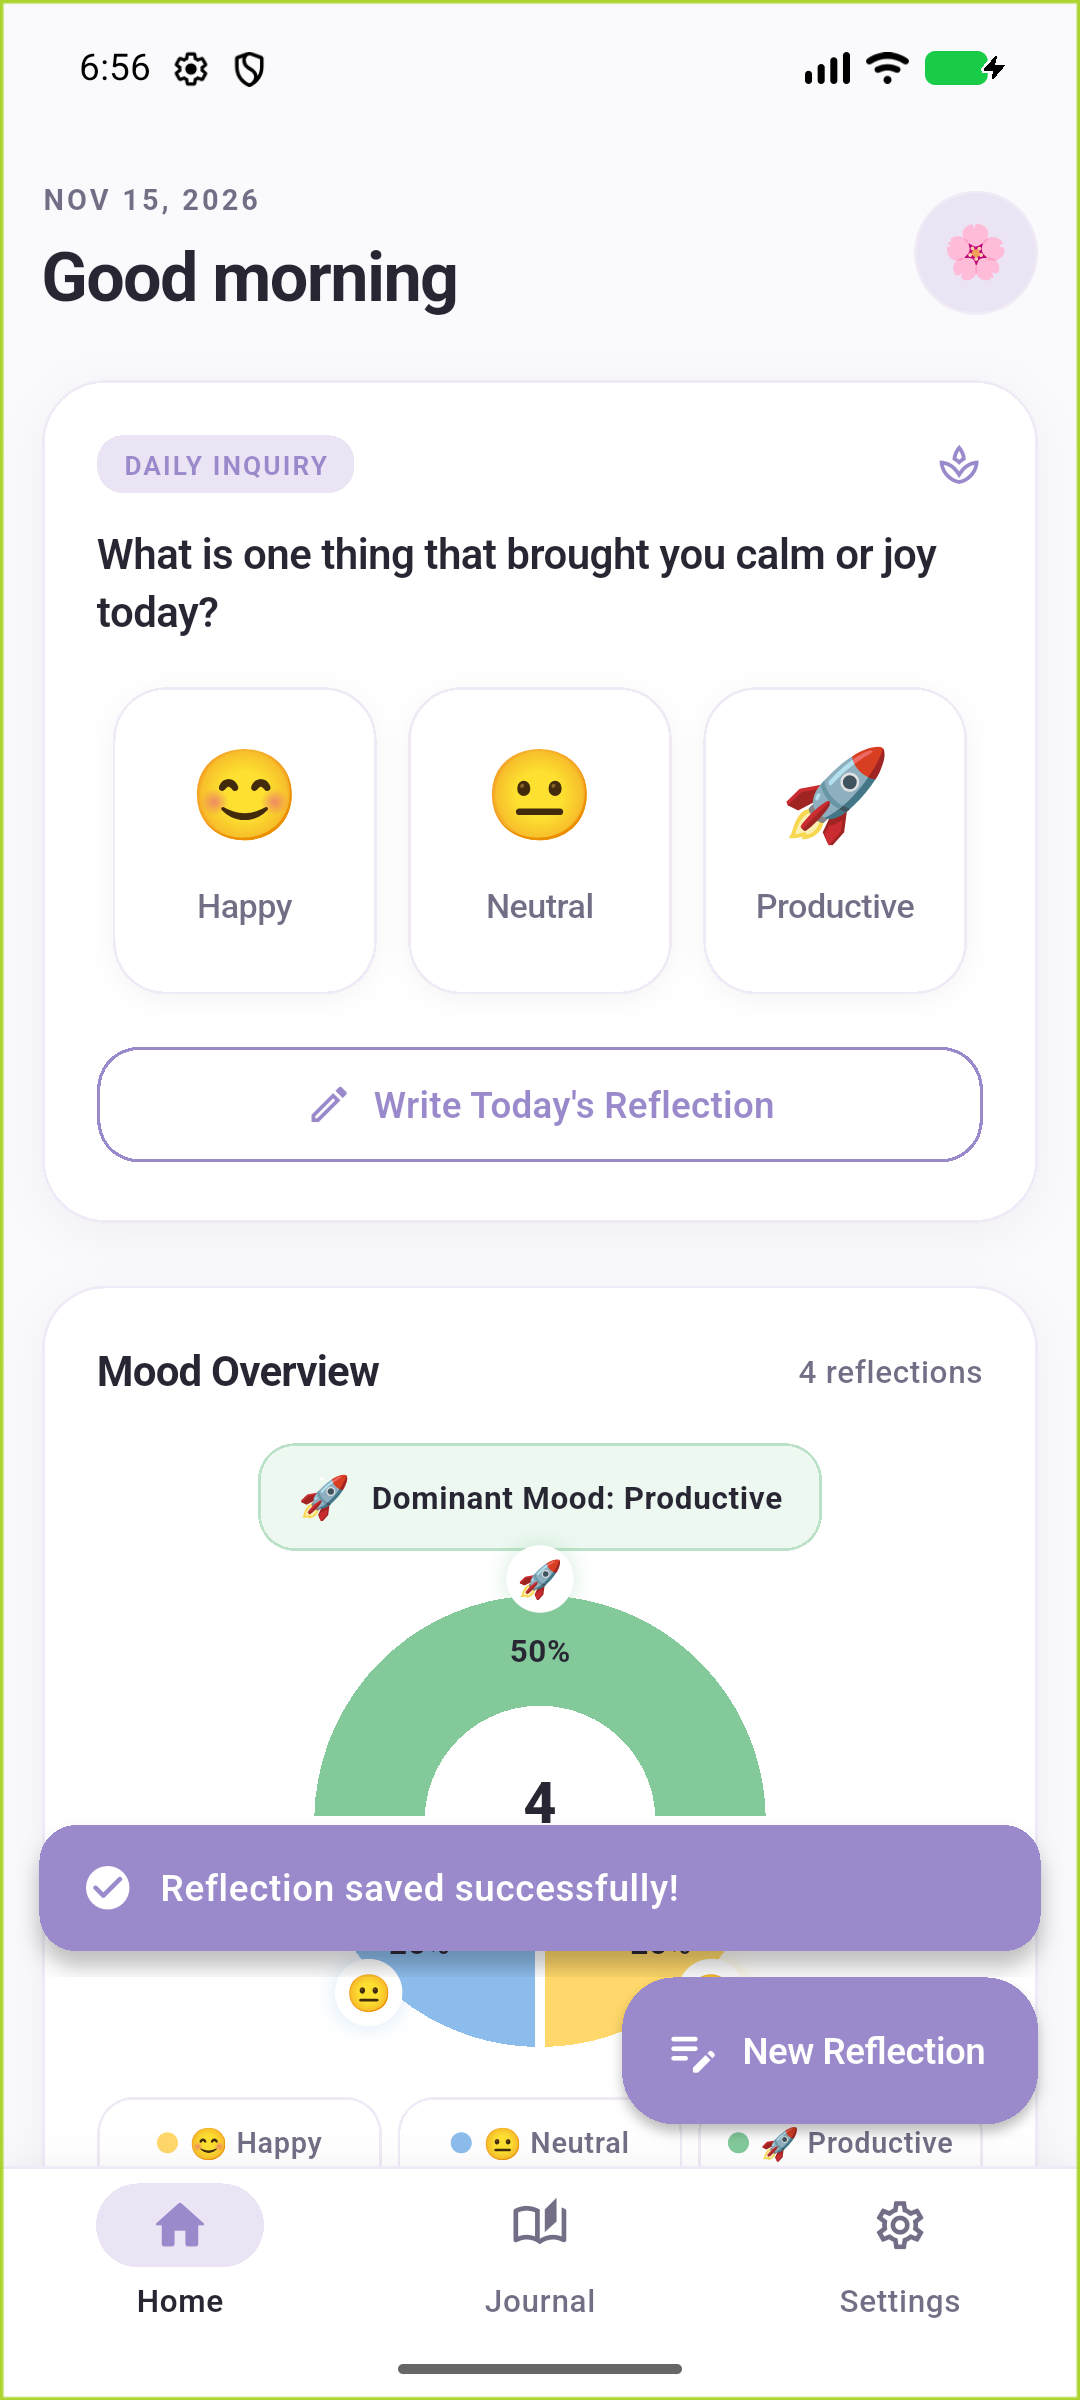 6:56
NOV 15, 2026
Good morning
DAILY INQUIRY
What is one thing that brought you calm or joy
today?
Happy
Neutral
Productive
Write Today's Reflection
Mood Overview
4 reflections
Dominant Mood: Productive
50%
4
Reflection saved successfully!
New Reflection
Happy
Neutral
Productive
Home
Journal
Settings